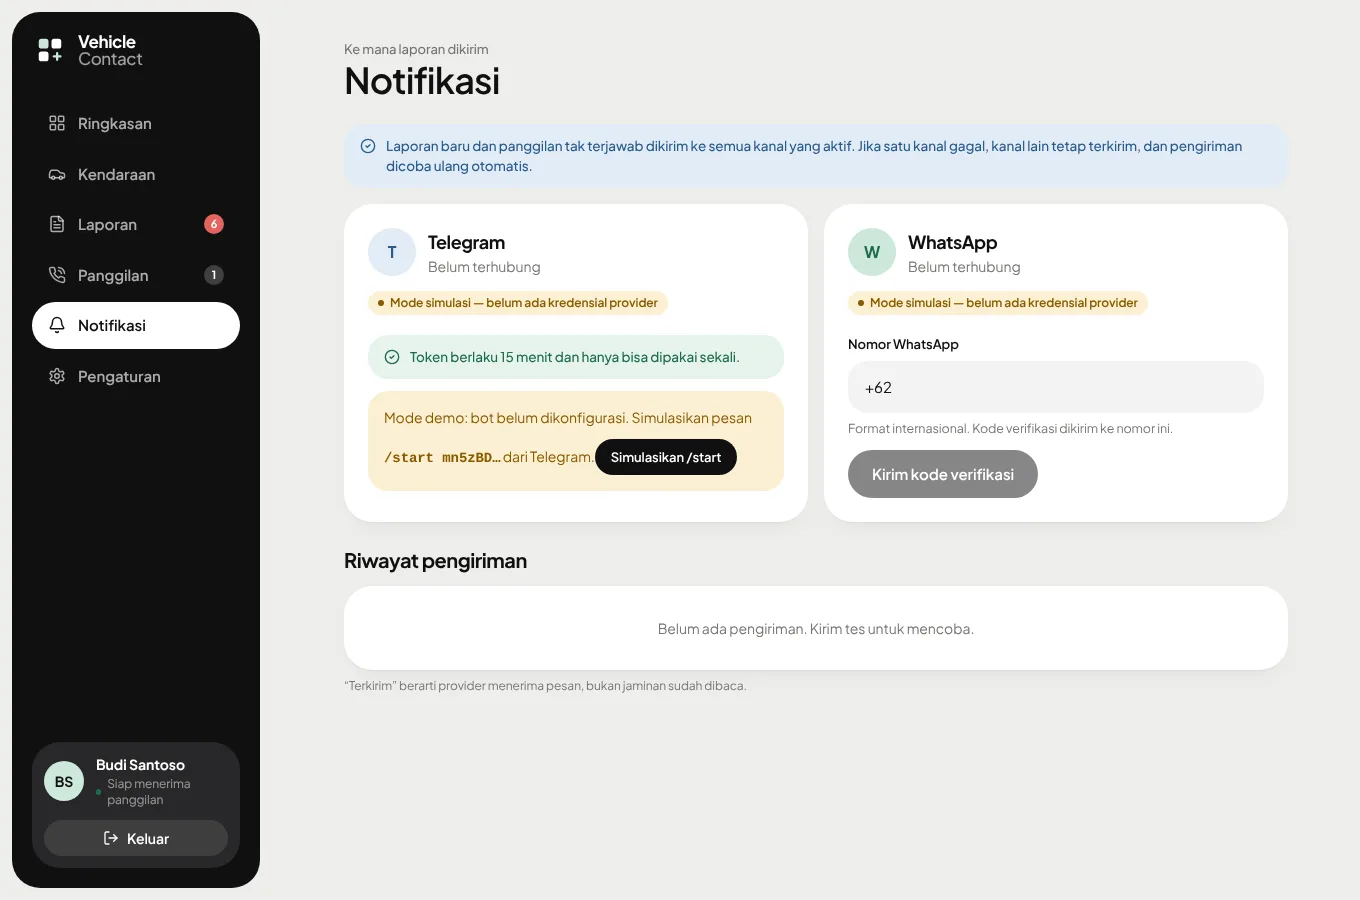 Vehicle
Contact
Ringkasan
Kendaraan
Laporan
6
Panggilan
1
Notifikasi
Pengaturan
BS
Budi Santoso
Siap menerima
panggilan
Keluar
Ke mana laporan dikirim
Notifikasi
Laporan baru dan panggilan tak terjawab dikirim ke semua kanal yang aktif. Jika satu kanal gagal, kanal lain tetap terkirim, dan pengiriman
dicoba ulang otomatis.
T
Telegram
Belum terhubung
Mode simulasi — belum ada kredensial provider
Token berlaku 15 menit dan hanya bisa dipakai sekali.
Mode demo: bot belum dikonfigurasi. Simulasikan pesan
/start mn5zBD… dari Telegram. Simulasikan /start
W
WhatsApp
Belum terhubung
Mode simulasi — belum ada kredensial provider
Nomor WhatsApp
+62
Format internasional. Kode verifikasi dikirim ke nomor ini.
Kirim kode verifikasi
Riwayat pengiriman
Belum ada pengiriman. Kirim tes untuk mencoba.
“Terkirim” berarti provider menerima pesan, bukan jaminan sudah dibaca.